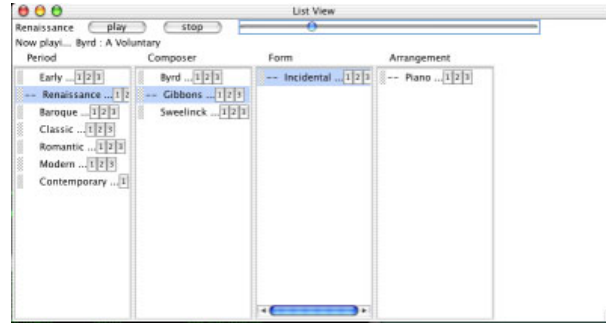 List View
Renaissance play stop
Now playi... Byrd : A Voluntary
Period Composer Form Arrangement
Early ... 1 2 3 Byrd ... 1 2 3 -- Incidental ... 1 2 3 -- Piano ... 1 2 3
-- Renaissance ... 1 2 -- Gibbons ... 1 2 3
Baroque ... 1 2 3 Sweelinck ... 1 2 3
Classic ... 1 2 3
Romantic ... 1 2 3
Modern ... 1 2 3
Contemporary ... 1